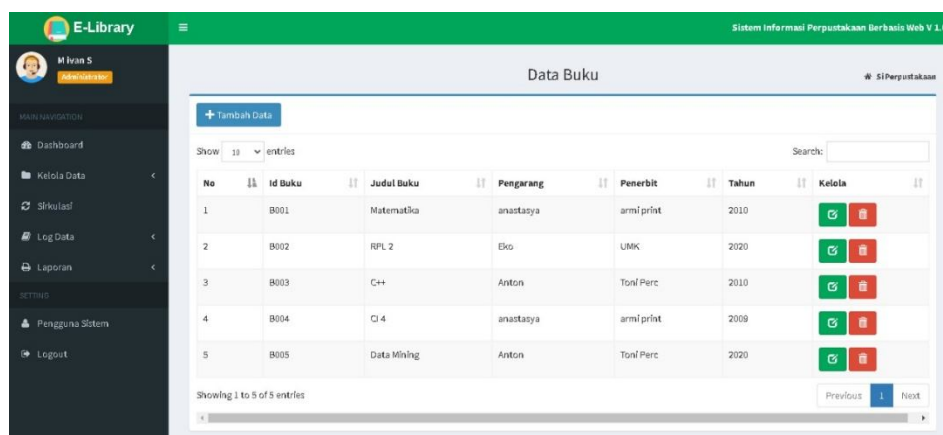 E-Library
Sistem Informasi Perpustakaan Berbasis Web V 1.
M ivan S
Administrator
Data Buku
SiPerpustakaan
MAIN NAVIGATION
Dashboard
Kelola Data
Sirkulasi
Log Data
Laporan
SETTING
Pengguna Sistem
Logout
Tambah Data
Show 10 entries
Search:
No Id Buku Judul Buku Pengarang Penerbit Tahun Kelola
1 B001 Matematika anastasya armi print 2010
2 B002 RPL 2 Eko UMK 2020
3 B003 C++ Anton Toni Perc 2010
4 B004 CI 4 anastasya armi print 2009
5 B005 Data Mining Anton Toni Perc 2020
Showing 1 to 5 of 5 entries
Previous 1 Next